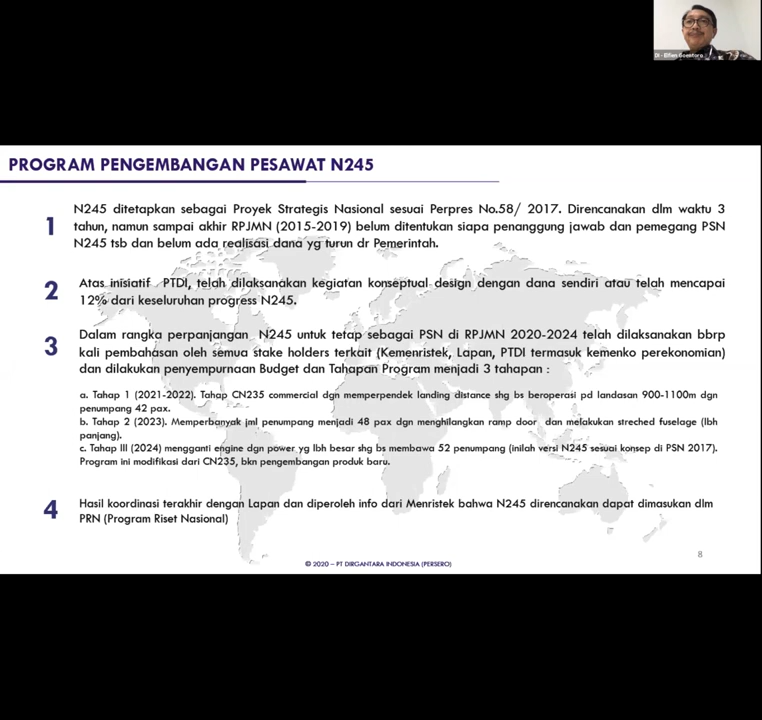 DI - Elfien Goentoro
PROGRAM PENGEMBANGAN PESAWAT N245
1
N245 ditetapkan sebagai Proyek Strategis Nasional sesuai Perpres No.58/ 2017. Direncanakan dlm waktu 3
tahun, namun sampai akhir RPJMN (2015-2019) belum ditentukan siapa penanggung jawab dan pemegang PSN
N245 tsb dan belum ada realisasi dana yg turun dr Pemerintah.
2
Atas inisiatif PTDI, telah dilaksanakan kegiatan konseptual design dengan dana sendiri atau telah mencapai
12% dari keseluruhan progress N245.
3
Dalam rangka perpanjangan N245 untuk tetap sebagai PSN di RPJMN 2020-2024 telah dilaksanakan bbrp
kali pembahasan oleh semua stake holders terkait (Kemenristek, Lapan, PTDI termasuk kemenko perekonomian)
dan dilakukan penyempurnaan Budget dan Tahapan Program menjadi 3 tahapan :
a. Tahap 1 (2021-2022). Tahap CN235 commercial dgn memperpendek landing distance shg bs beroperasi pd landasan 900-1100m dgn
penumpang 42 pax.
b. Tahap 2 (2023). Memperbanyak jml penumpang menjadi 48 pax dgn menghilangkan ramp door dan melakukan streched fuselage (lbh
panjang).
c. Tahap III (2024) mengganti engine dgn power yg lbh besar shg bs membawa 52 penumpang (inilah versi N245 sesuai konsep di PSN 2017).
Program ini modifikasi dari CN235, bkn pengembangan produk baru.
4
Hasil koordinasi terakhir dengan Lapan dan diperoleh info dari Menristek bahwa N245 direncanakan dapat dimasukan dlm
PRN (Program Riset Nasional)
8
© 2020 – PT DIRGANTARA INDONESIA (PERSERO)